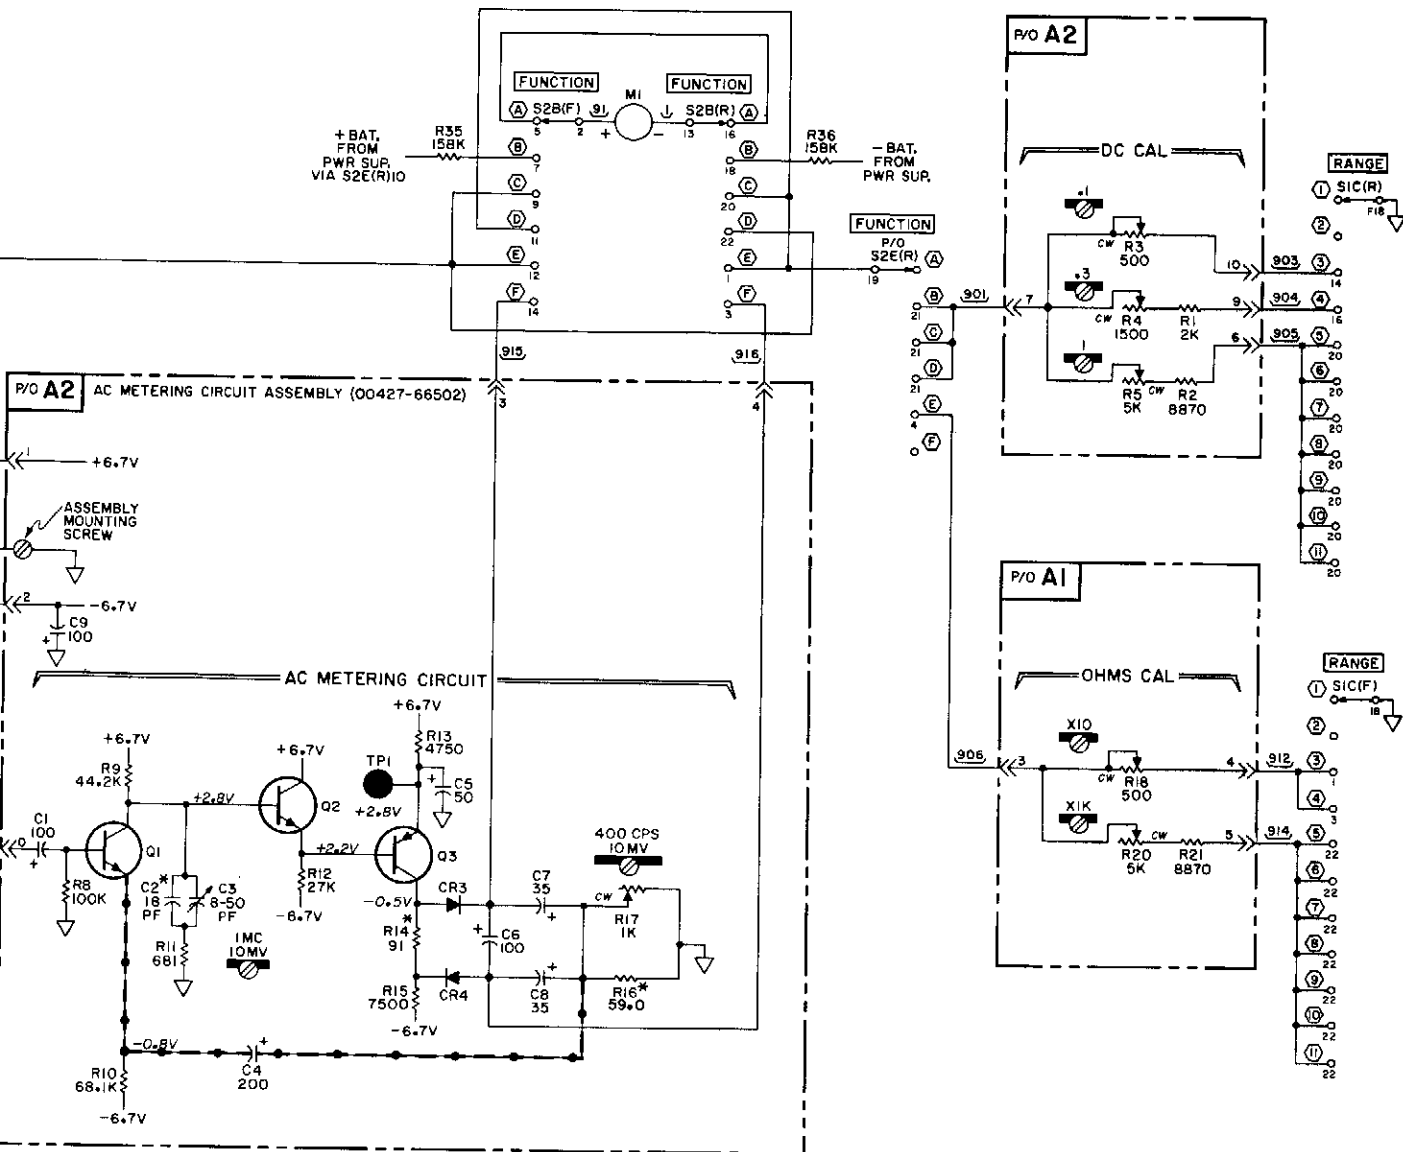 P/O A2
FUNCTION
FUNCTION
M1
A S2B(F) 91
1 S2B(R) A
5 2 + - 13 16
+ BAT.
FROM
PWR SUP.
VIA S2E(R)10
R35
158K
B
7
B
18
R36
158K
- BAT.
FROM
PWR SUP.
C
9
C
20
D
11
D
22
E
12
E
1
F
14
F
3
915
916
FUNCTION
P/O
S2E(R)
19
A
B
21
901
C
21
D
21
E
4
F
906
DC CAL
.1
CW R3
500
10 903
.3
7
CW R4
1500
R1
2K
9 904
1
R5 CW
5K
R2
8870
6 905
RANGE
1 S1C(R)
F18
2
3
14
4
16
5
20
6
20
7
20
8
20
9
20
10
20
11
20
P/O A2 AC METERING CIRCUIT ASSEMBLY (00427-66502)
3
4
1
+6.7V
ASSEMBLY
MOUNTING
SCREW
2
-6.7V
C9
+ 100
AC METERING CIRCUIT
+6.7V
R13
4750
+6.7V
+6.7V
TP1
R9
44.2K
+ C5
50
+2.8V
Q2
+2.8V
C1
100
+
Q1
+2.2V
Q3
R8
100K
C2*
18
PF
C3
8-50
PF
R12
27K
-6.7V
-0.5V
CR3
C7
35
+
400 CPS
10MV
CW
R17
1K
*
R14
91
+ C6
100
R11
681
1MC
10MV
R15
7500
CR4
C8
35
+
R16*
59.0
-6.7V
-0.8V
+
C4
200
R10
68.1K
-6.7V
P/O A1
OHMS CAL
X10
3
CW R18
500
4 912
X1K
R20
5K
CW
R21
8870
5 914
RANGE
1 S1C(F)
18
2
3
1
4
3
5
22
6
22
7
22
8
22
9
22
10
22
11
22